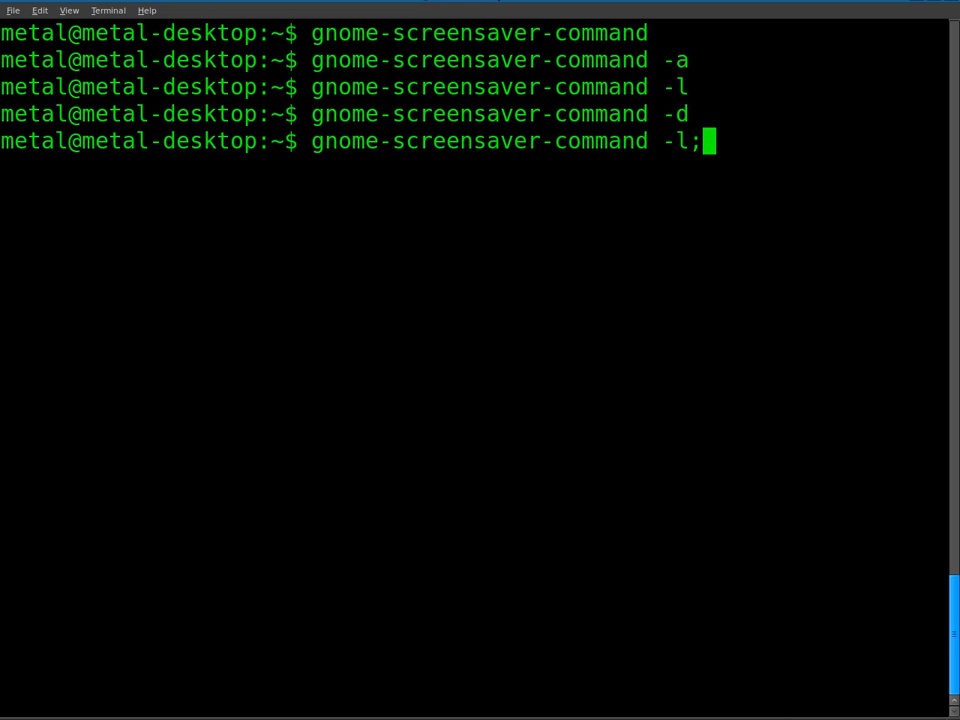 File Edit View Terminal Help
metal@metal-desktop:~$ gnome-screensaver-command
metal@metal-desktop:~$ gnome-screensaver-command -a
metal@metal-desktop:~$ gnome-screensaver-command -l
metal@metal-desktop:~$ gnome-screensaver-command -d
metal@metal-desktop:~$ gnome-screensaver-command -l;